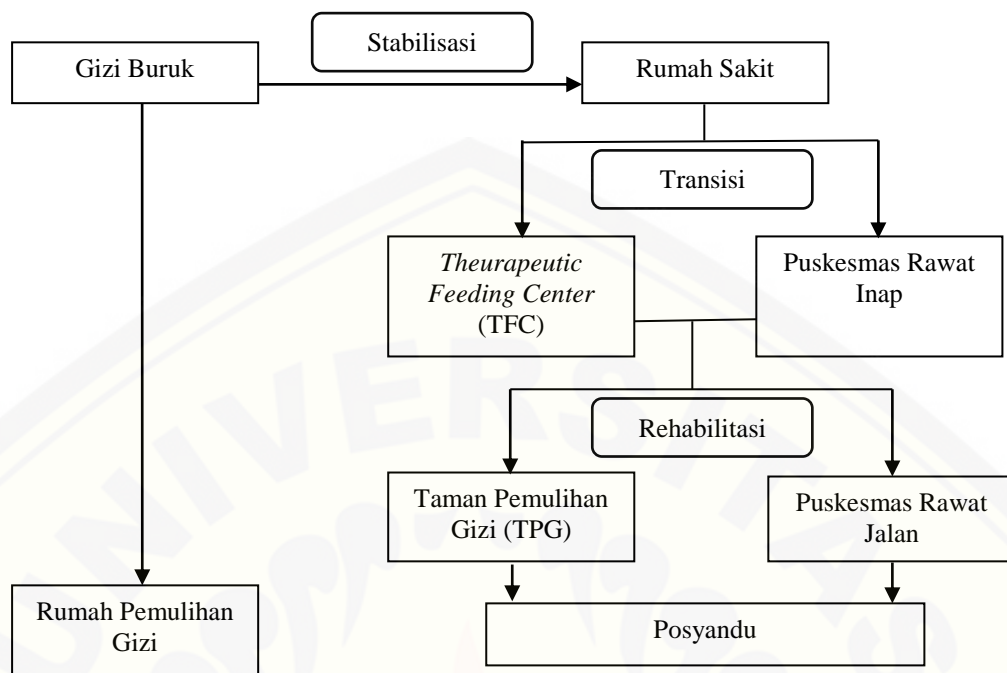 Stabilisasi
Gizi Buruk
Rumah Sakit
Transisi
Theurapeutic
Feeding Center
(TFC)
Puskesmas Rawat
Inap
Rehabilitasi
Taman Pemulihan
Gizi (TPG)
Puskesmas Rawat
Jalan
Rumah Pemulihan
Gizi
Posyandu
UNIVERSITAS